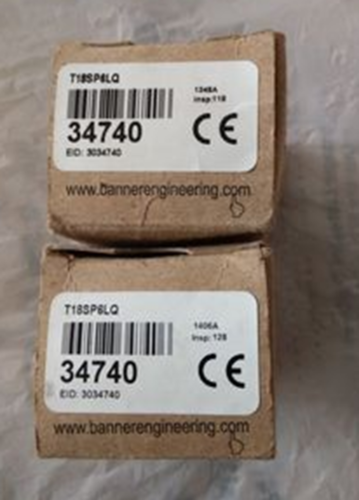 T18SP6LQ
1348A
insp:118
34740
CE
EID: 3034740
www.bannerengineering.com
T18SP6LQ
1406A
insp: 128
34740
CE
EID: 3034740
www.bannerengineering.com